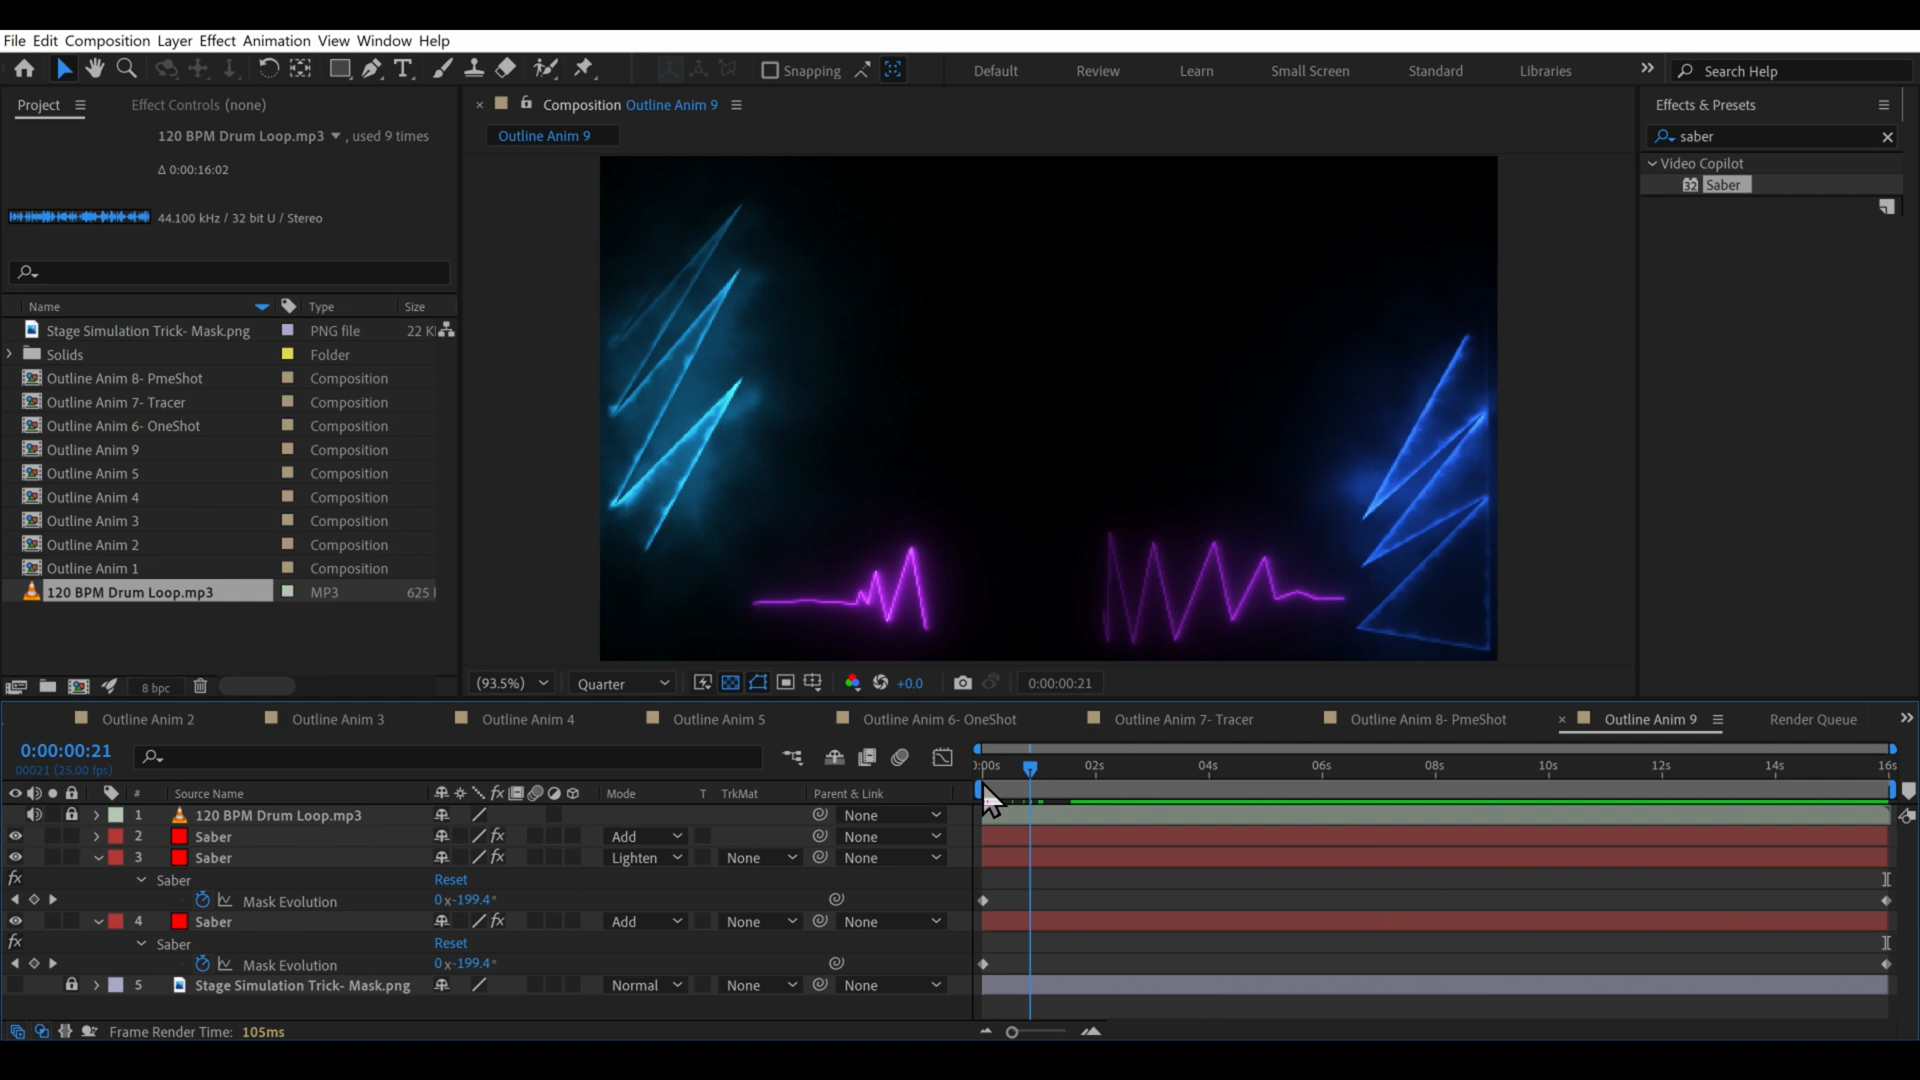 File Edit Composition Layer Effect Animation View Window Help
Snapping Default Review Learn Small Screen Standard Libraries Search Help
Project Effect Controls (none)
120 BPM Drum Loop.mp3 , used 9 times
Δ 0:00:16:02
44.100 kHz / 32 bit U / Stereo
Name Type Size
Stage Simulation Trick- Mask.png PNG file 22 K
Solids Folder
Outline Anim 8- PmeShot Composition
Outline Anim 7- Tracer Composition
Outline Anim 6- OneShot Composition
Outline Anim 9 Composition
Outline Anim 5 Composition
Outline Anim 4 Composition
Outline Anim 3 Composition
Outline Anim 2 Composition
Outline Anim 1 Composition
120 BPM Drum Loop.mp3 MP3 625
8 bpc
Composition Outline Anim 9
Outline Anim 9
(93.5%) Quarter +0.0 0:00:00:21
Effects & Presets
saber
Video Copilot
32 Saber
Outline Anim 2 Outline Anim 3 Outline Anim 4 Outline Anim 5 Outline Anim 6- OneShot Outline Anim 7- Tracer Outline Anim 8- PmeShot Outline Anim 9 Render Queue
0:00:00:21
00021 (25.00 fps)
0:00s 02s 04s 06s 08s 10s 12s 14s 16s
# Source Name fx Mode T TrkMat Parent & Link
1 120 BPM Drum Loop.mp3 None
2 Saber fx Add None
3 Saber fx Lighten None None
fx Saber Reset
Mask Evolution 0x-199.4°
4 Saber fx Add None None
fx Saber Reset
Mask Evolution 0x-199.4°
5 Stage Simulation Trick- Mask.png Normal None None
Frame Render Time: 105ms